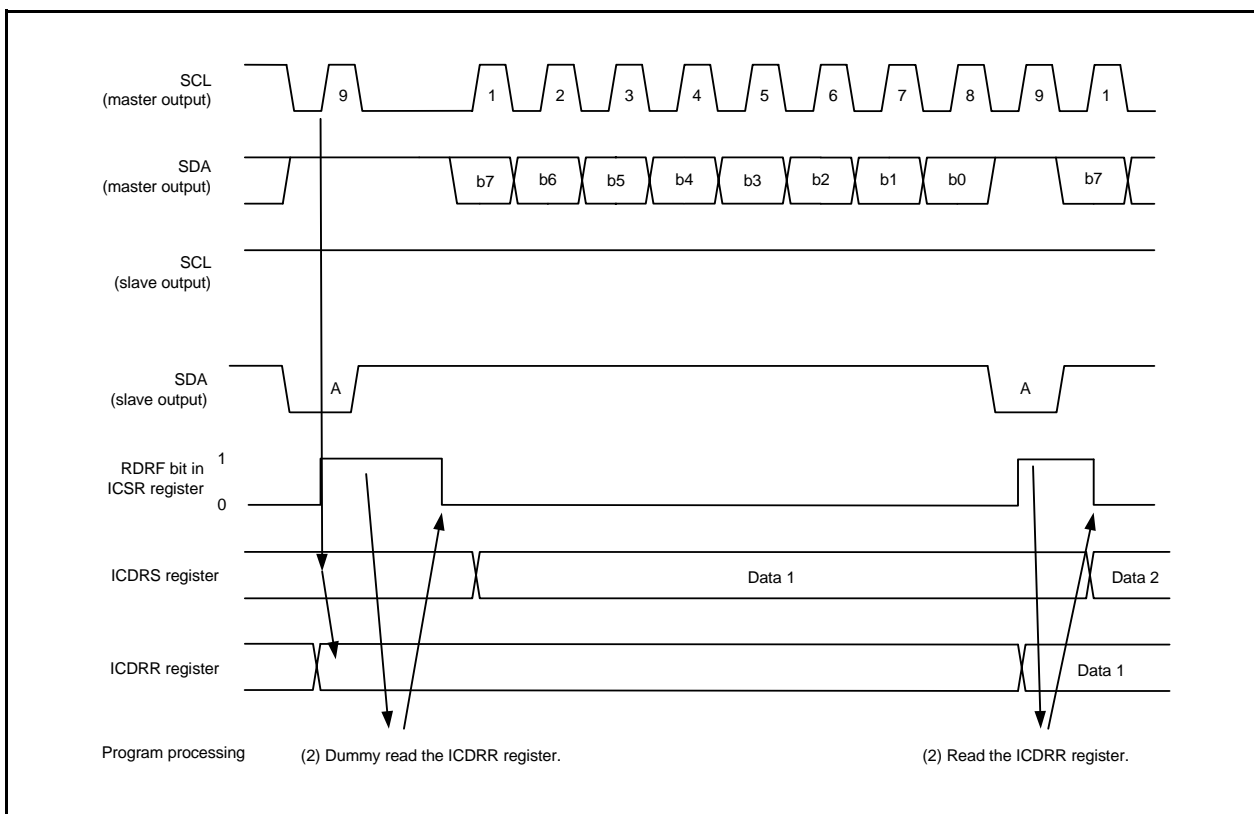 SCL
(master output)
9 1 2 3 4 5 6 7 8 9 1
SDA
(master output)
b7 b6 b5 b4 b3 b2 b1 b0 b7
SCL
(slave output)
SDA
(slave output)
A A
RDRF bit in
ICSR register
1
0
ICDRS register
Data 1 Data 2
ICDRR register
Data 1
Program processing
(2) Dummy read the ICDRR register.
(2) Read the ICDRR register.